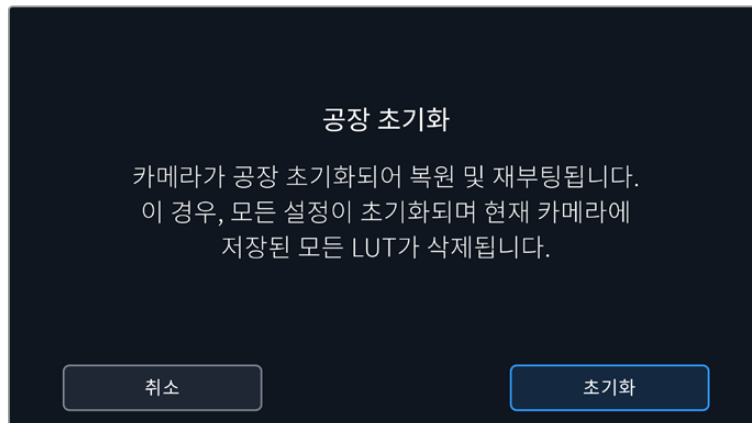 공장 초기화
카메라가 공장 초기화되어 복원 및 재부팅됩니다.
이 경우, 모든 설정이 초기화되며 현재 카메라에
저장된 모든 LUT가 삭제됩니다.
취소
초기화